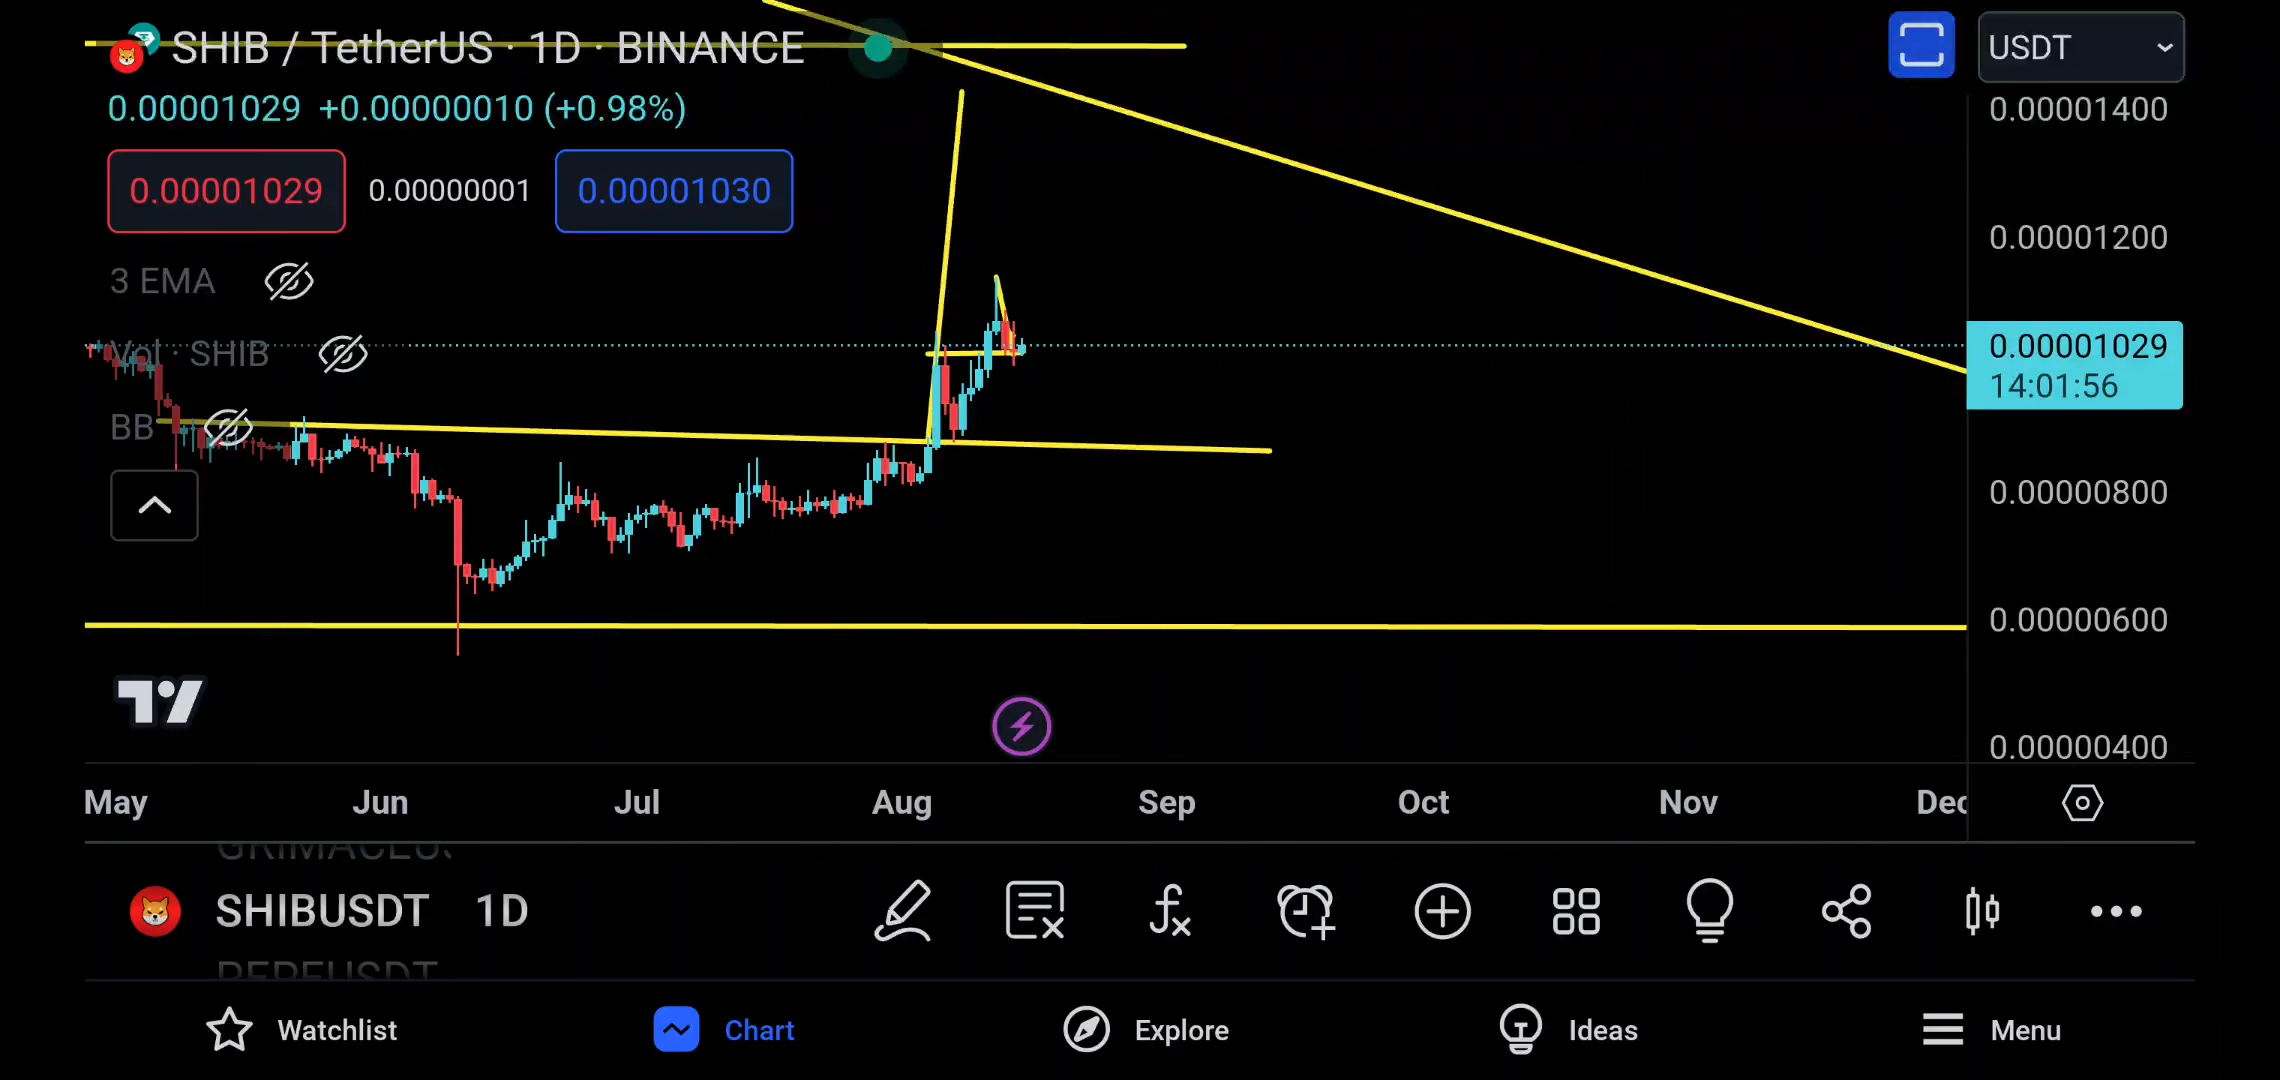 SHIB / TetherUS · 1D · BINANCE
USDT
0.00001029 +0.00000010 (+0.98%)
0.00001400
0.00001029 0.00000001 0.00001030
0.00001200
3 EMA
Vol · SHIB
0.00001029
14:01:56
BB
0.00000800
0.00000600
0.00000400
May Jun Jul Aug Sep Oct Nov Dec
SHIBUSDT 1D
Watchlist Chart Explore Ideas Menu